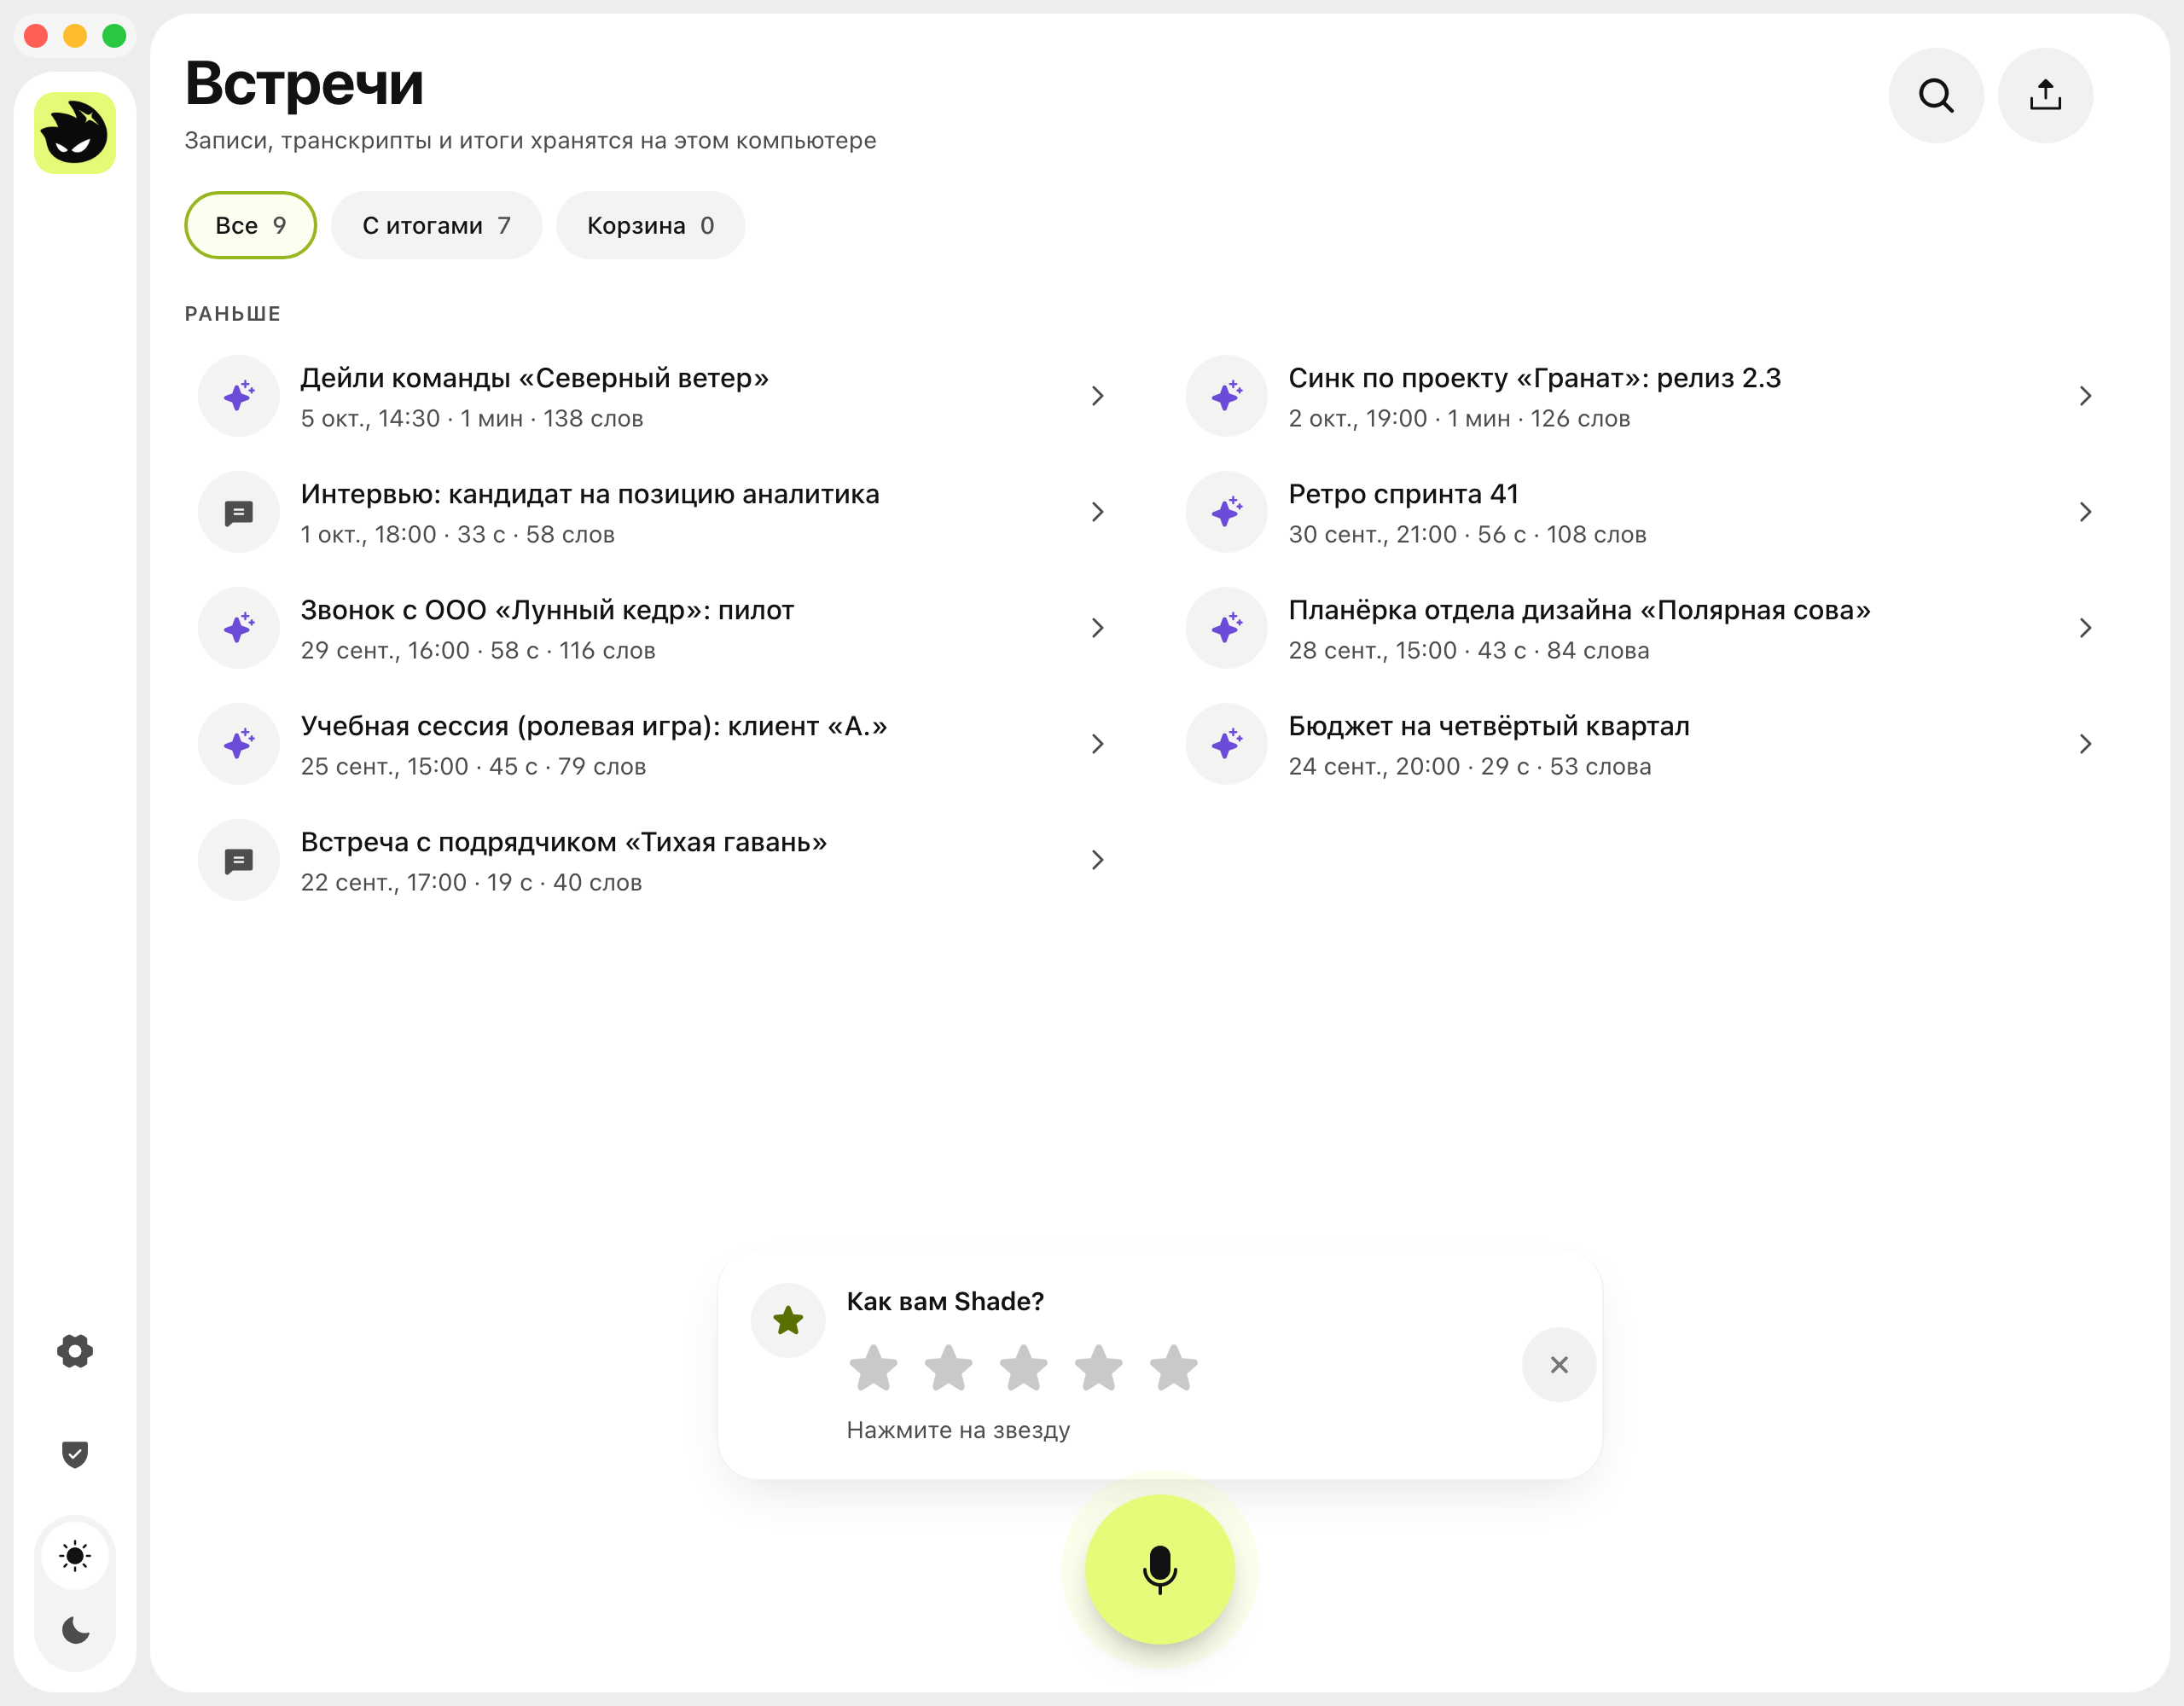 Встречи
Записи, транскрипты и итоги хранятся на этом компьютере
Все 9
С итогами 7
Корзина 0
РАНЬШЕ
Дейли команды «Северный ветер»
5 окт., 14:30 · 1 мин · 138 слов
Синк по проекту «Гранат»: релиз 2.3
2 окт., 19:00 · 1 мин · 126 слов
Интервью: кандидат на позицию аналитика
1 окт., 18:00 · 33 с · 58 слов
Ретро спринта 41
30 сент., 21:00 · 56 с · 108 слов
Звонок с ООО «Лунный кедр»: пилот
29 сент., 16:00 · 58 с · 116 слов
Планёрка отдела дизайна «Полярная сова»
28 сент., 15:00 · 43 с · 84 слова
Учебная сессия (ролевая игра): клиент «А.»
25 сент., 15:00 · 45 с · 79 слов
Бюджет на четвёртый квартал
24 сент., 20:00 · 29 с · 53 слова
Встреча с подрядчиком «Тихая гавань»
22 сент., 17:00 · 19 с · 40 слов
Как вам Shade?
Нажмите на звезду